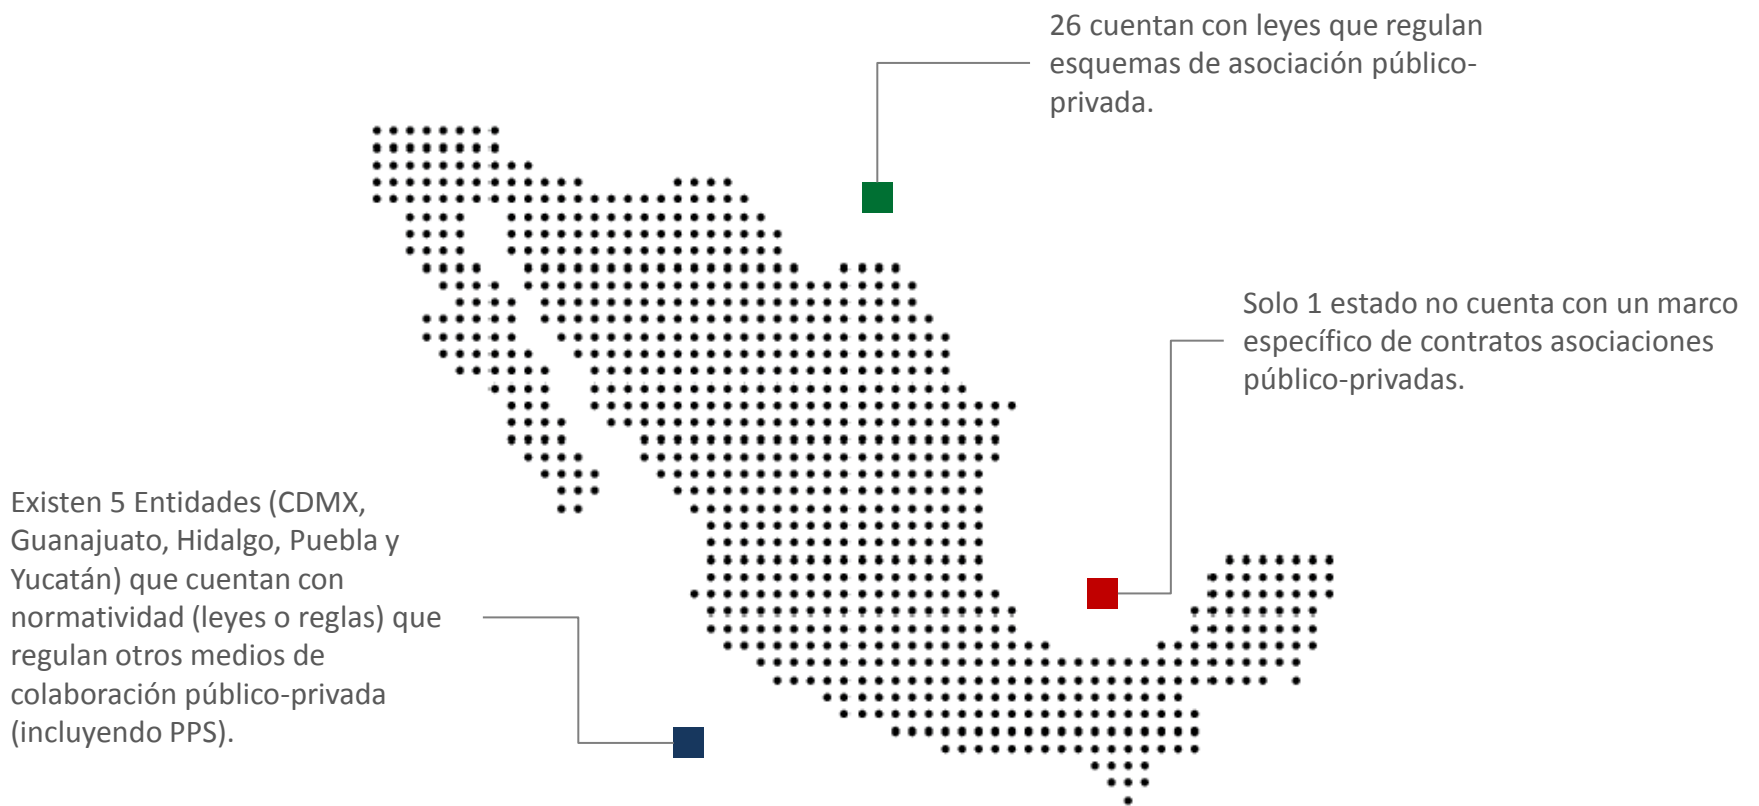 26 cuentan con leyes que regulan
esquemas de asociación público-
privada.
Solo 1 estado no cuenta con un marco
específico de contratos asociaciones
público-privadas.
Existen 5 Entidades (CDMX,
Guanajuato, Hidalgo, Puebla y
Yucatán) que cuentan con
normatividad (leyes o reglas) que
regulan otros medios de
colaboración público-privada
(incluyendo PPS).